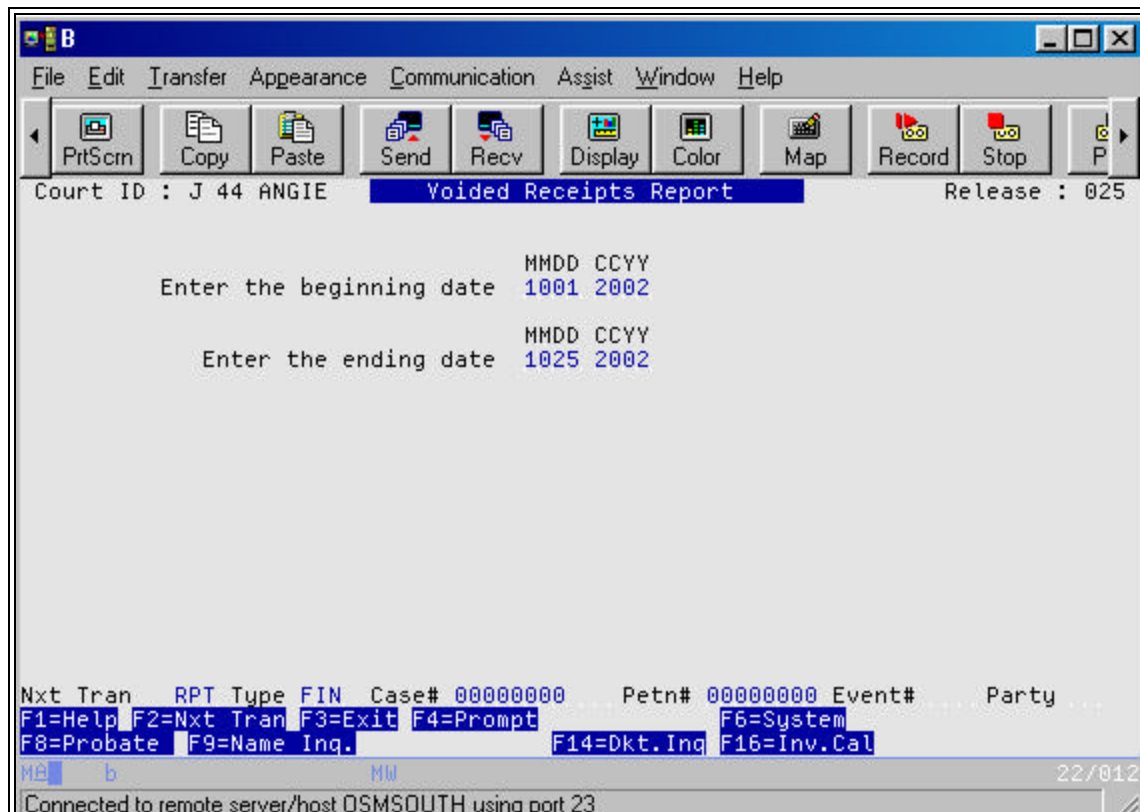 B
File Edit Transfer Appearance Communication Assist Window Help
PrtScrn Copy Paste Send Recv Display Color Map Record Stop P
Court ID : J 44 ANGIE Voided Receipts Report Release : 025
MMDD CCYY
Enter the beginning date 1001 2002
MMDD CCYY
Enter the ending date 1025 2002
Nxt Tran RPT Type FIN Case# 00000000 Petn# 00000000 Event# Party
F1=Help F2=Nxt Tran F3=Exit F4=Prompt F6=System
F8=Probate F9=Name Inq. F14=Dkt.Inq F16=Inv.Cal
MA b MW 22/012
Connected to remote server/host OSMSOUTH using port 23